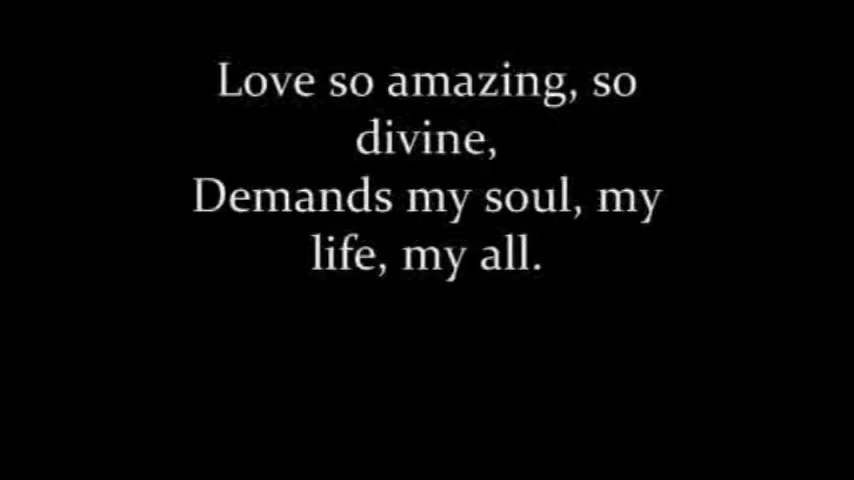 Love so amazing, so
divine,
Demands my soul, my
life, my all.